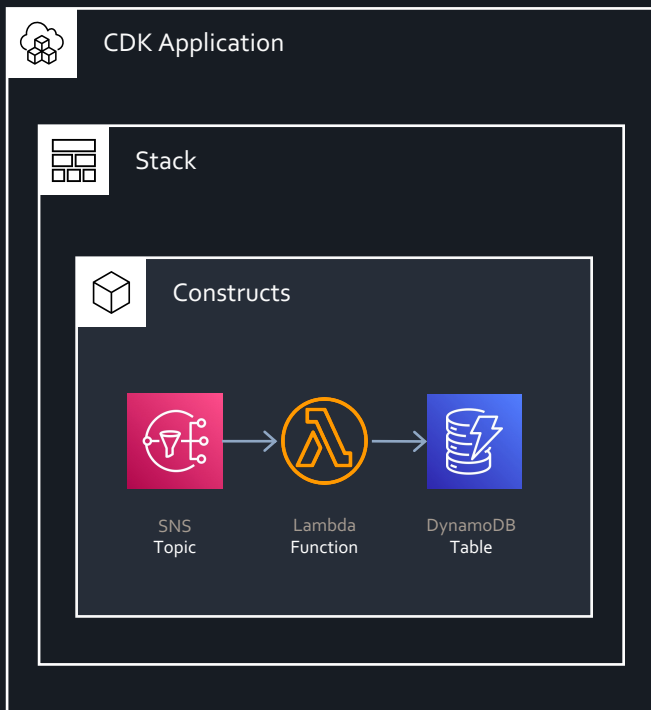 CDK Application
Stack
Constructs
SNS
Topic
Lambda
Function
DynamoDB
Table